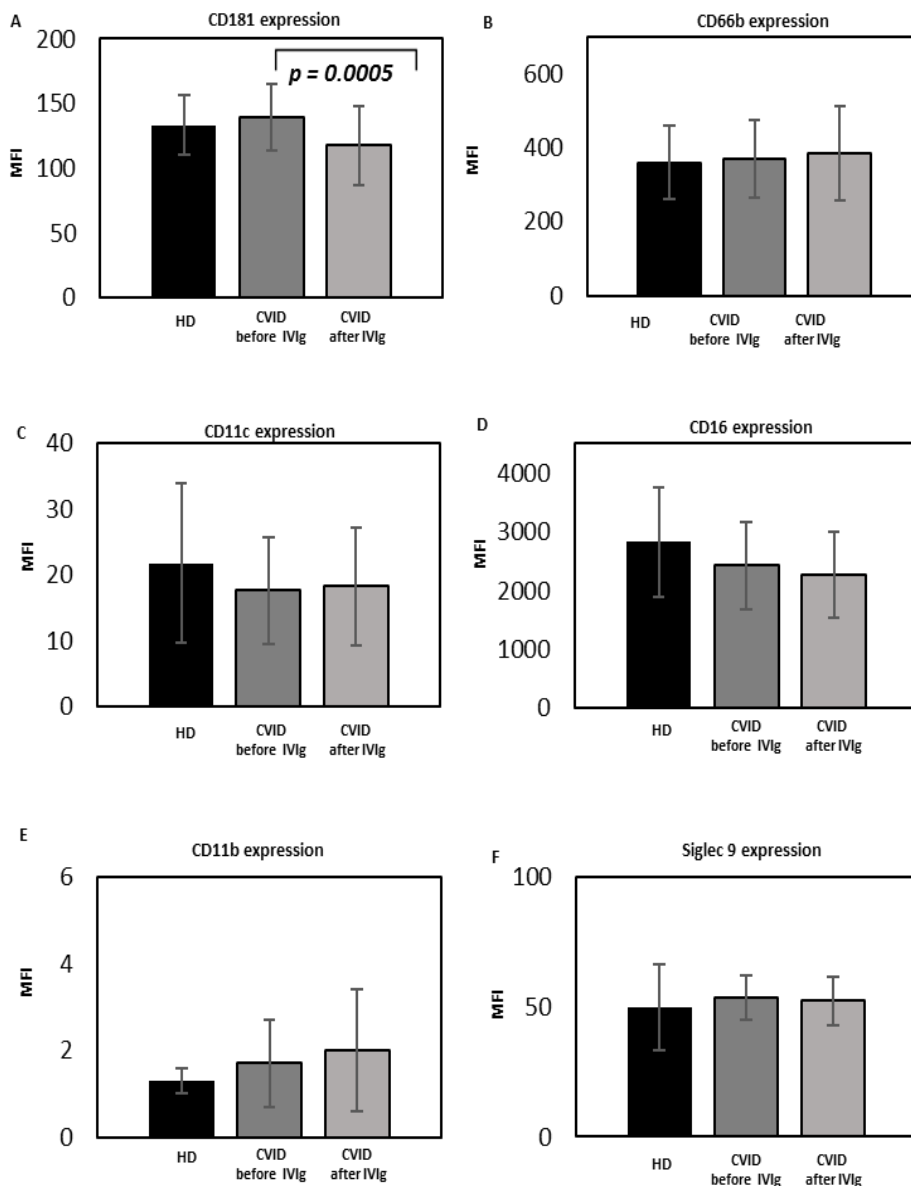 A
CD181 expression
200
150
100
50
0
MFI
p = 0.0005
HD
CVID
before IVIg
CVID
after IVIg
B
CD66b expression
600
400
200
0
MFI
HD
CVID
before IVIg
CVID
after IVIg
C
CD11c expression
40
30
20
10
0
MFI
HD
CVID
before IVIg
CVID
after IVIg
D
CD16 expression
4000
3000
2000
1000
0
MFI
HD
CVID
before IVIg
CVID
after IVIg
E
CD11b expression
6
4
2
0
MFI
HD
CVID
before IVIg
CVID
after IVIg
F
Siglec 9 expression
100
50
0
MFI
HD
CVID
before IVIg
CVID
after IVIg